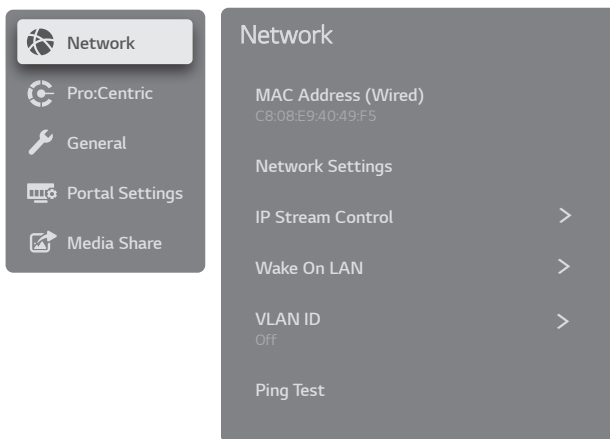 Network
Pro:Centric
General
Portal Settings
Media Share
Network
MAC Address (Wired)
C8:08:E9:40:49:F5
Network Settings
IP Stream Control
Wake On LAN
VLAN ID
Off
Ping Test